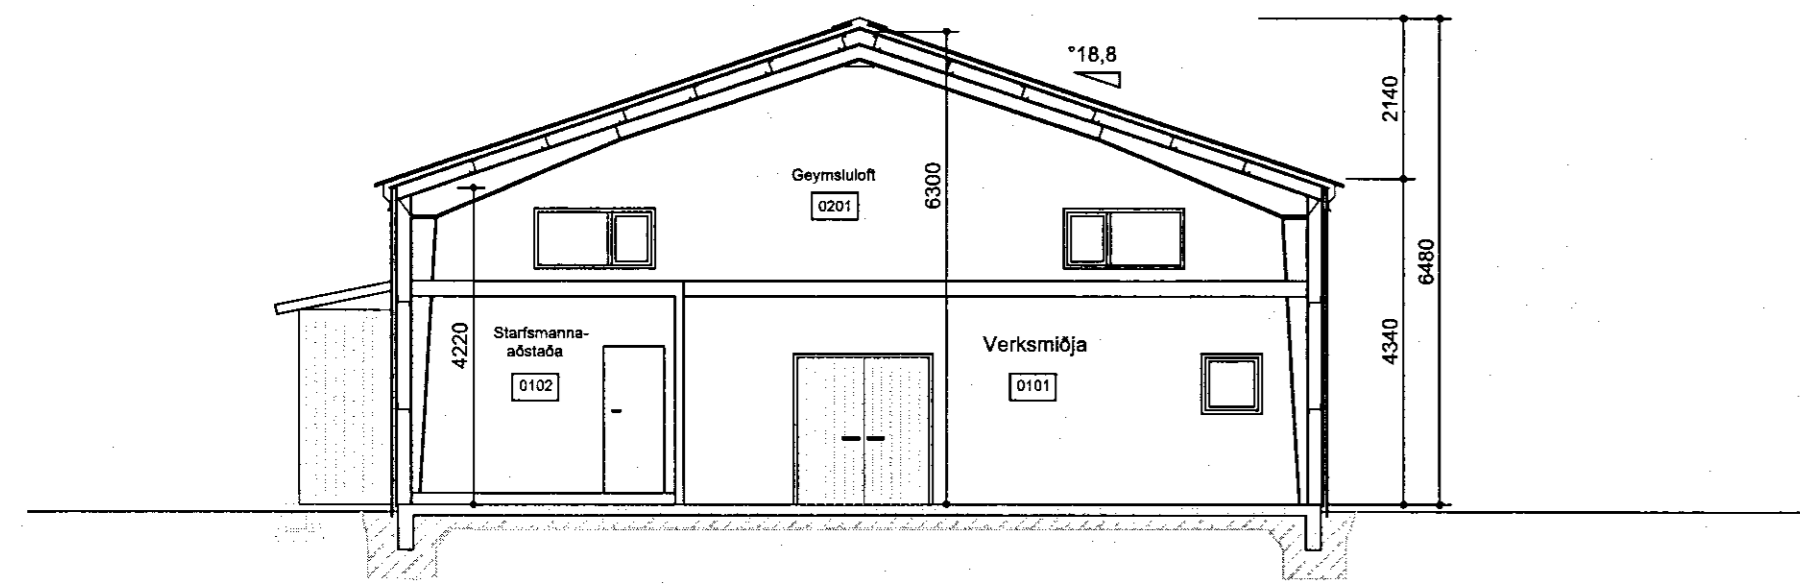 °18,8
2140
Geymsluloft
0201
6300
6480
4220
Starfsmanna-
aðstaða
0102
Verksmiðja
0101
4340